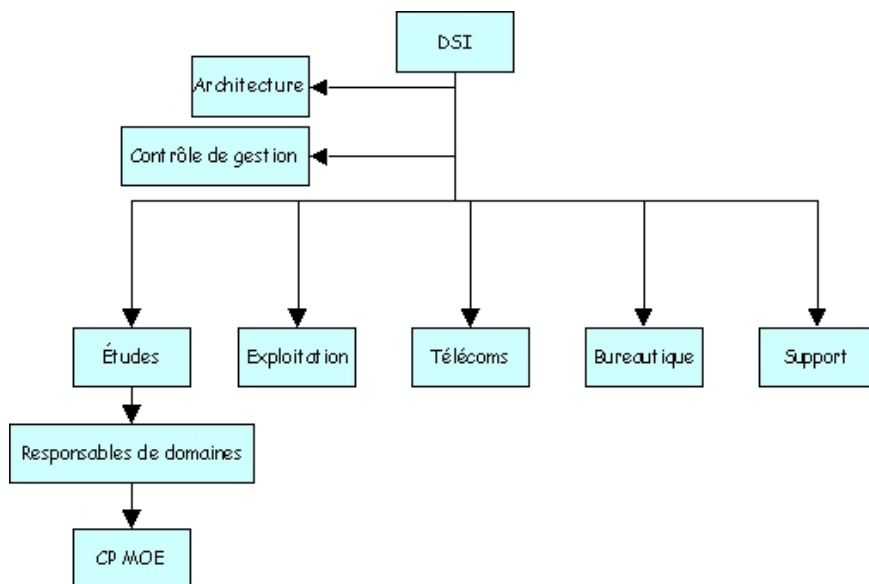 DSI
Architecture
Contrôle de gestion
Études
Exploitation
Télécoms
Bureautique
Support
Responsables de domaines
CP MOE